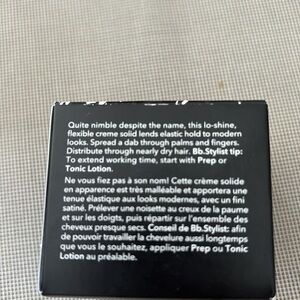 Quite nimble despite the name, this lo-shine,
flexible creme solid lends elastic hold to modern
looks. Spread a dab through palms and fingers.
Distribute through nearly dry hair. Bb.Stylist tip:
To extend working time, start with Prep or
Tonic Lotion.
Ne vous fiez pas à son nom! Cette crème solide
en apparence est très malléable et apportera une
tenue élastique aux looks modernes, avec un fini
satiné. Prélever une noisette au creux de la paume
et sur les doigts, puis répartir sur l'ensemble des
cheveux presque secs. Conseil de Bb.Stylist: afin
de pouvoir travailler la chevelure aussi longtemps
que vous le souhaitez, appliquer Prep ou Tonic
Lotion au préalable.